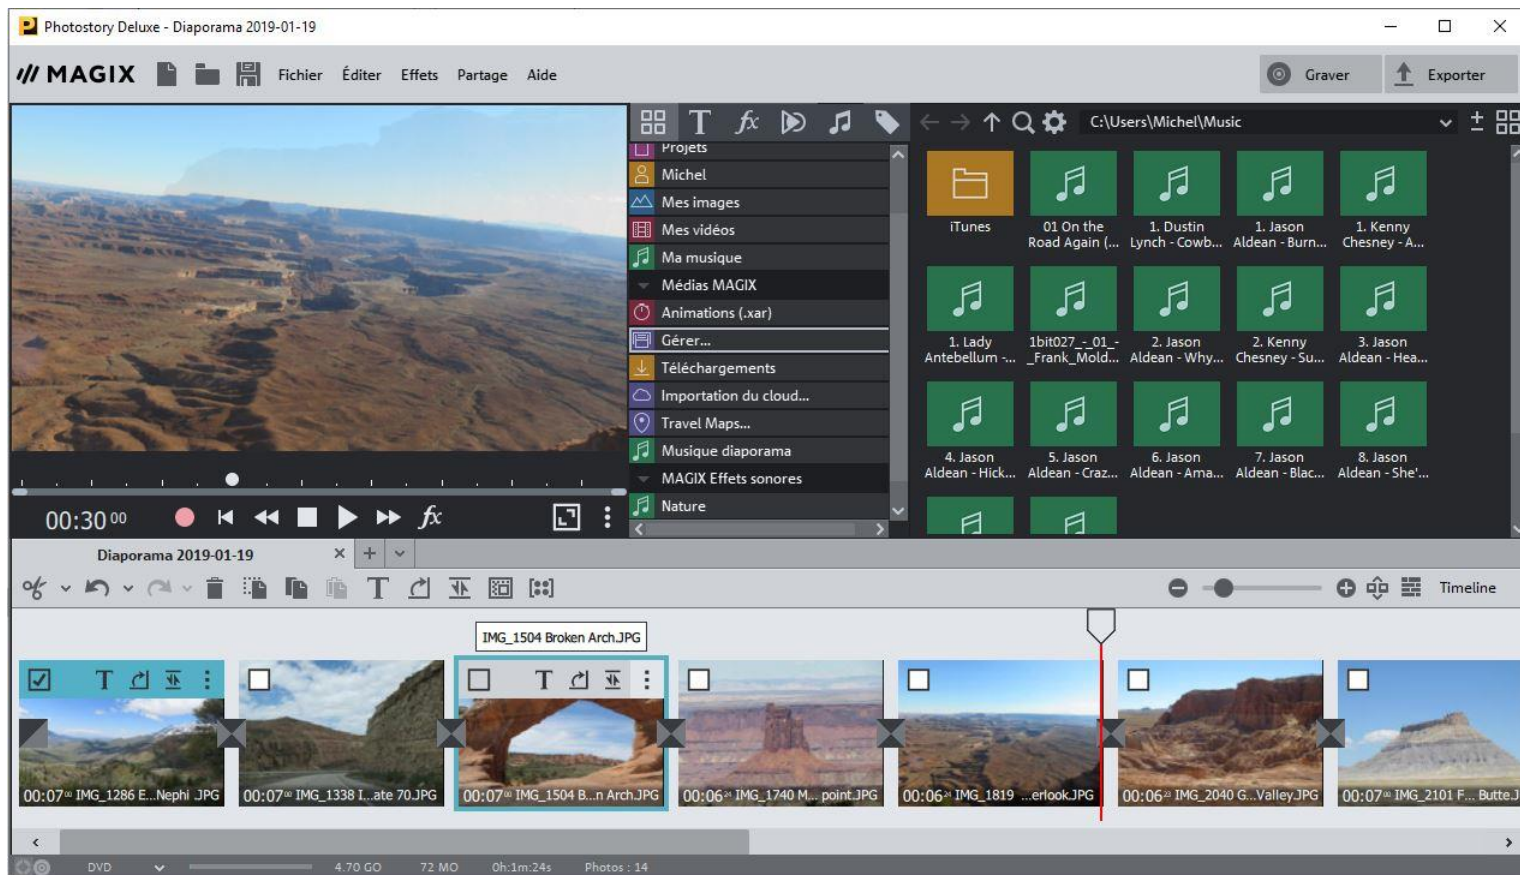 Photostory Deluxe - Diaporama 2019-01-19
MAGIX Fichier Éditer Effets Partage Aide Graver Exporter
C:\Users\Michel\Music
Projets
Michel
Mes images
Mes vidéos
Ma musique
Médias MAGIX
Animations (.xar)
Gérer...
Téléchargements
Importation du cloud...
Travel Maps...
Musique diaporama
MAGIX Effets sonores
Nature
iTunes
01 On the
Road Again (...
1. Dustin
Lynch - Cowb...
1. Jason
Aldean - Burn...
1. Kenny
Chesney - A...
1. Lady
Antebellum -...
1bit027_-_01_-
_Frank_Mold...
2. Jason
Aldean - Why...
2. Kenny
Chesney - Su...
3. Jason
Aldean - Hea...
4. Jason
Aldean - Hick...
5. Jason
Aldean - Craz...
6. Jason
Aldean - Ama...
7. Jason
Aldean - Blac...
8. Jason
Aldean - She'...
00:30 00
Diaporama 2019-01-19
Timeline
IMG_1504 Broken Arch.JPG
00:07 00 IMG_1286 E...Nephi .JPG
00:07 00 IMG_1338 I...ate 70.JPG
00:07 00 IMG_1504 B...n Arch.JPG
00:06 24 IMG_1740 M... point.JPG
00:06 24 IMG_1819 ...erlook.JPG
00:06 23 IMG_2040 G...Valley.JPG
00:07 00 IMG_2101 F... Butte.J
DVD 4.70 GO 72 MO 0h:1m:24s Photos : 14